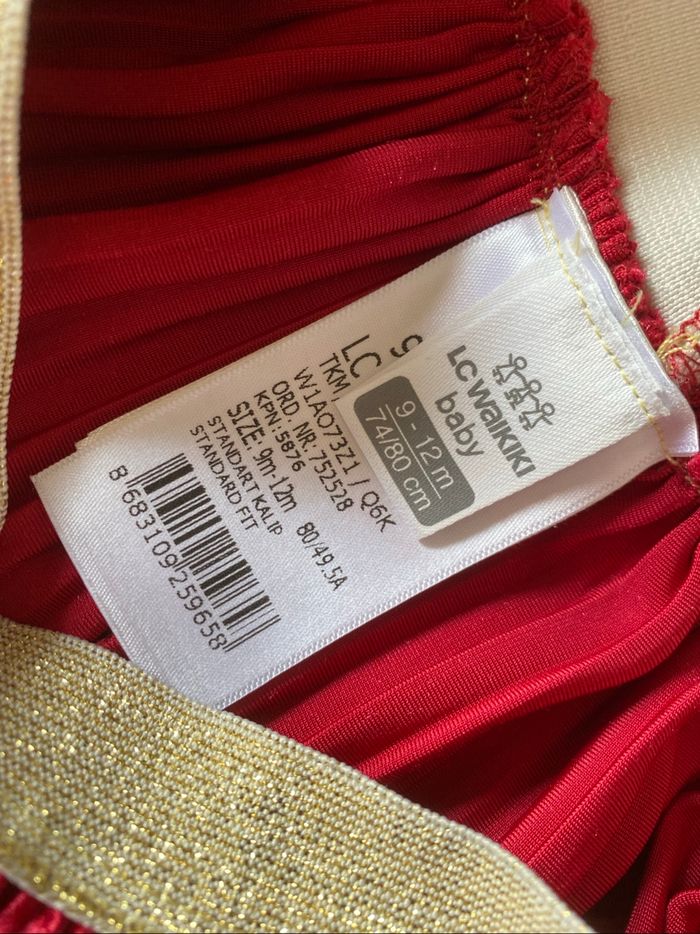 LC WAIKIKI
baby
9 - 12 m
74/80 cm
LC
TKM
W1AO73Z1 / Q6K
ORD. NR: 752528
KPN: 5876
SIZE: 9m-12m 80/49.5A
STANDART KALIP
STANDARD FIT
8 683109 259658